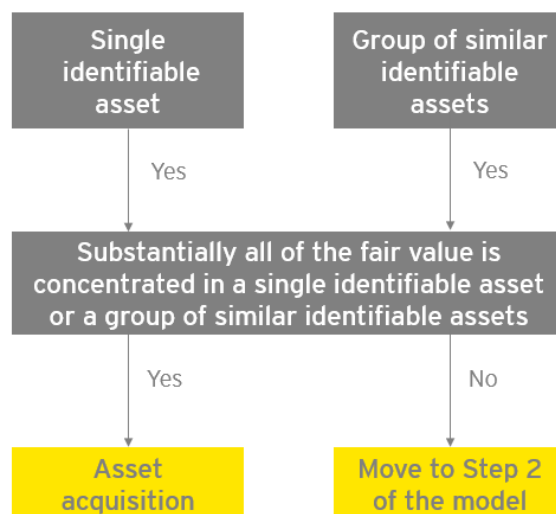 Single
identifiable
asset
Group of similar
identifiable
assets
Yes
Yes
Substantially all of the fair value is
concentrated in a single identifiable asset
or a group of similar identifiable assets
Yes
No
Asset
acquisition
Move to Step 2
of the model